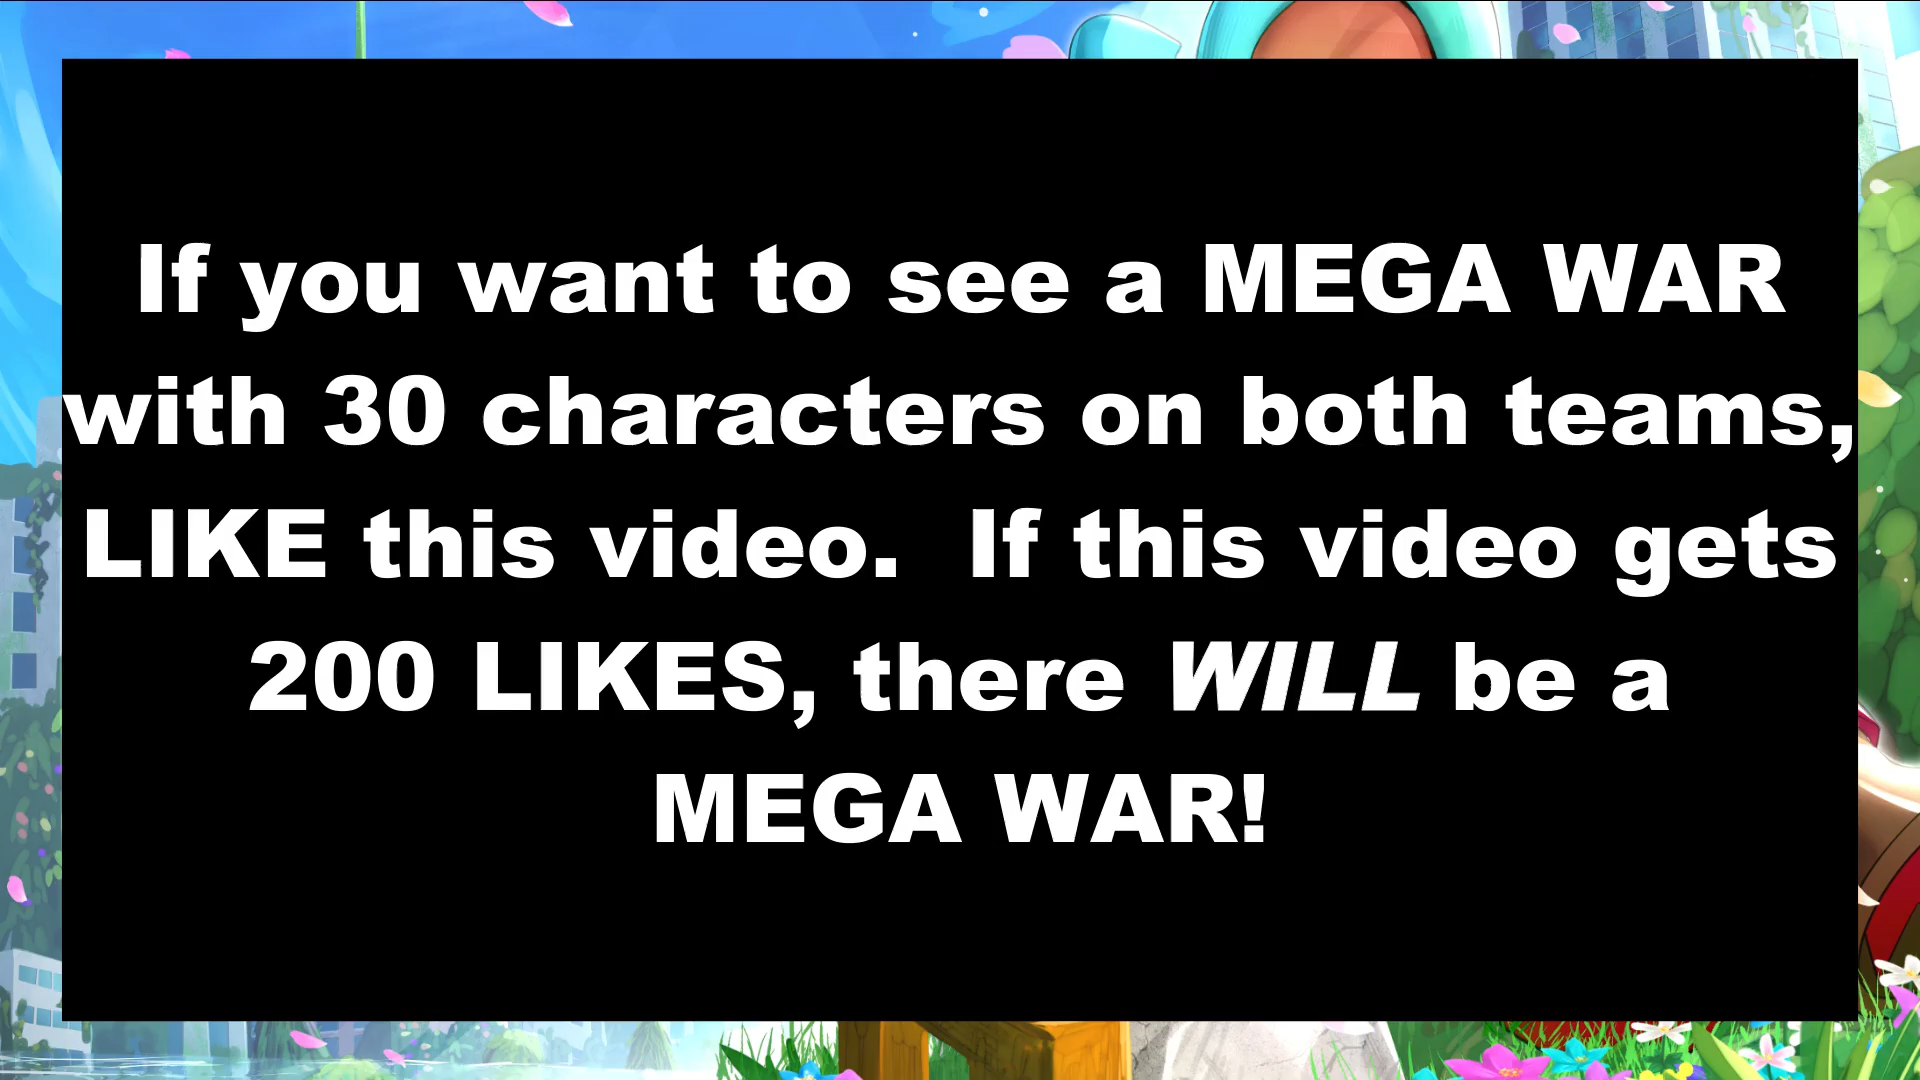 If you want to see a MEGA WAR
with 30 characters on both teams,
LIKE this video.  If this video gets
200 LIKES, there WILL be a
MEGA WAR!